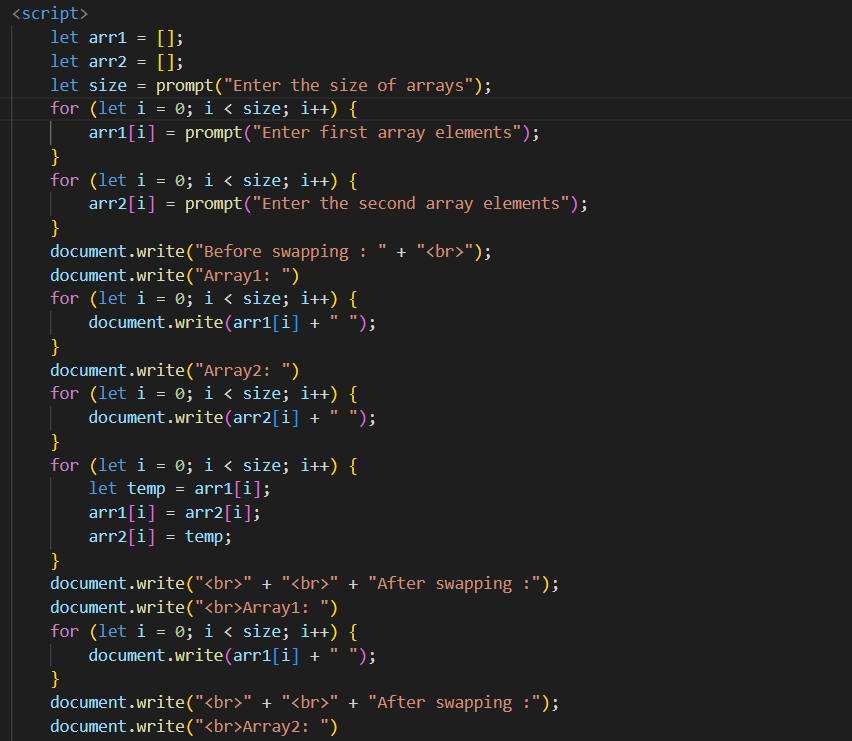 <script>
let arr1 = [];
let arr2 = [];
let size = prompt("Enter the size of arrays");
for (let i = 0; i < size; i++) {
arr1[i] = prompt("Enter first array elements");
}
for (let i = 0; i < size; i++) {
arr2[i] = prompt("Enter the second array elements");
}
document.write("Before swapping : " + "<br>");
document.write("Array1: ")
for (let i = 0; i < size; i++) {
document.write(arr1[i] + " ");
}
document.write("Array2: ")
for (let i = 0; i < size; i++) {
document.write(arr2[i] + " ");
}
for (let i = 0; i < size; i++) {
let temp = arr1[i];
arr1[i] = arr2[i];
arr2[i] = temp;
}
document.write("<br>" + "<br>" + "After swapping :");
document.write("<br>Array1: ")
for (let i = 0; i < size; i++) {
document.write(arr1[i] + " ");
}
document.write("<br>" + "<br>" + "After swapping :");
document.write("<br>Array2: ")